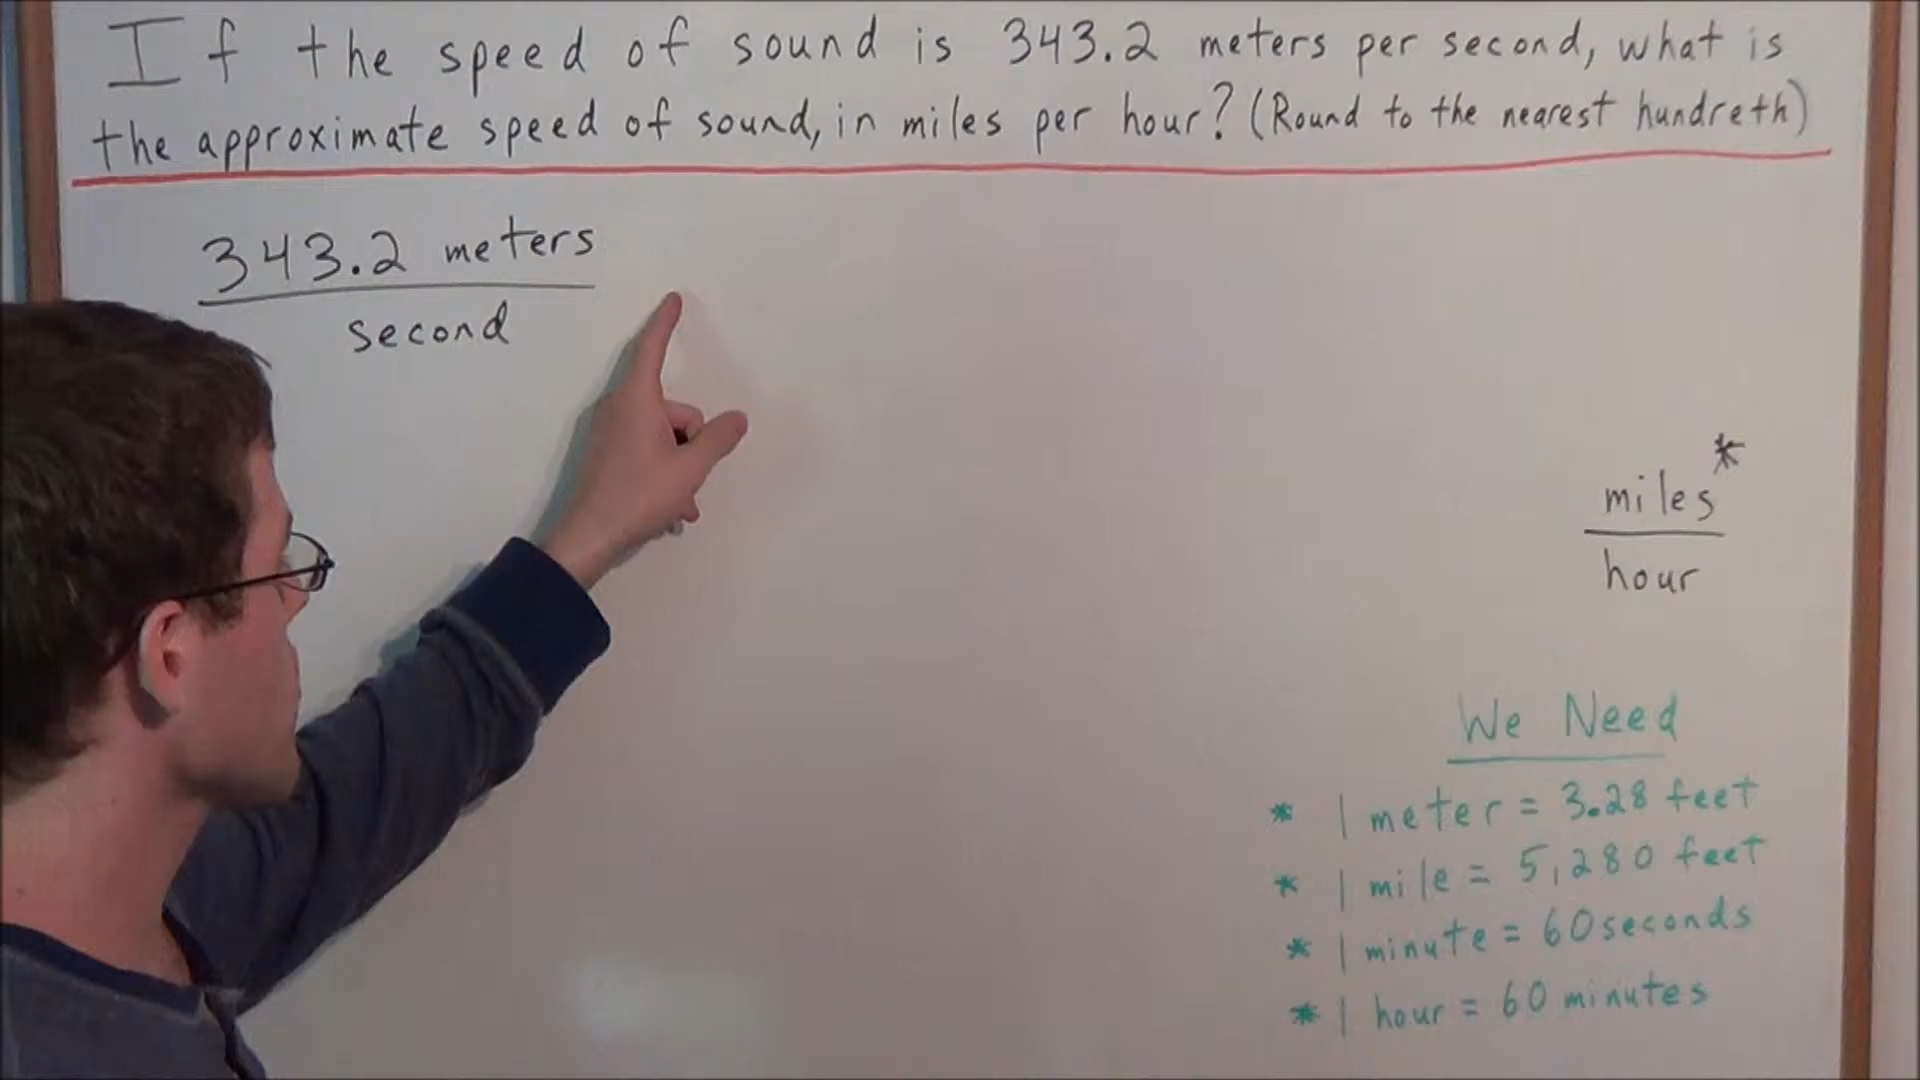 If the speed of sound is 343.2 meters per second, what is
the approximate speed of sound, in miles per hour? (Round to the nearest hundreth)
343.2 meters
second
miles*
hour
We Need
* 1 meter = 3.28 feet
* 1 mile = 5,280 feet
* 1 minute = 60 seconds
* 1 hour = 60 minutes